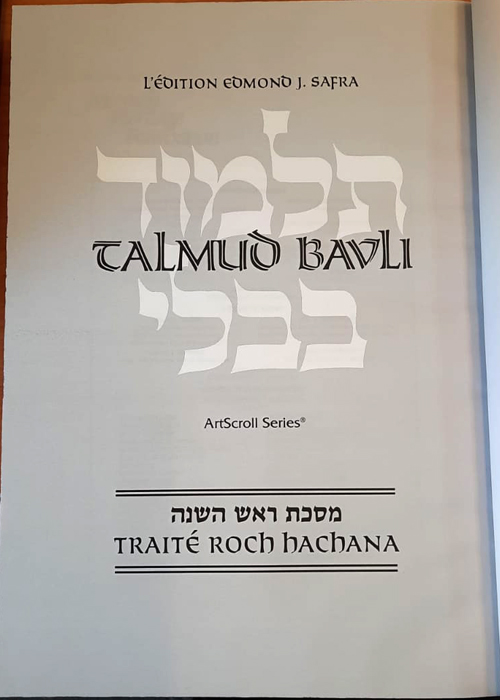 L'ÉDITION EDMOND J. SAFRA
תלמוד
TALMUD BAVLI
בבלי
ArtScroll Series®
מסכת ראש השנה
TRAITÉ ROCH HACHANA